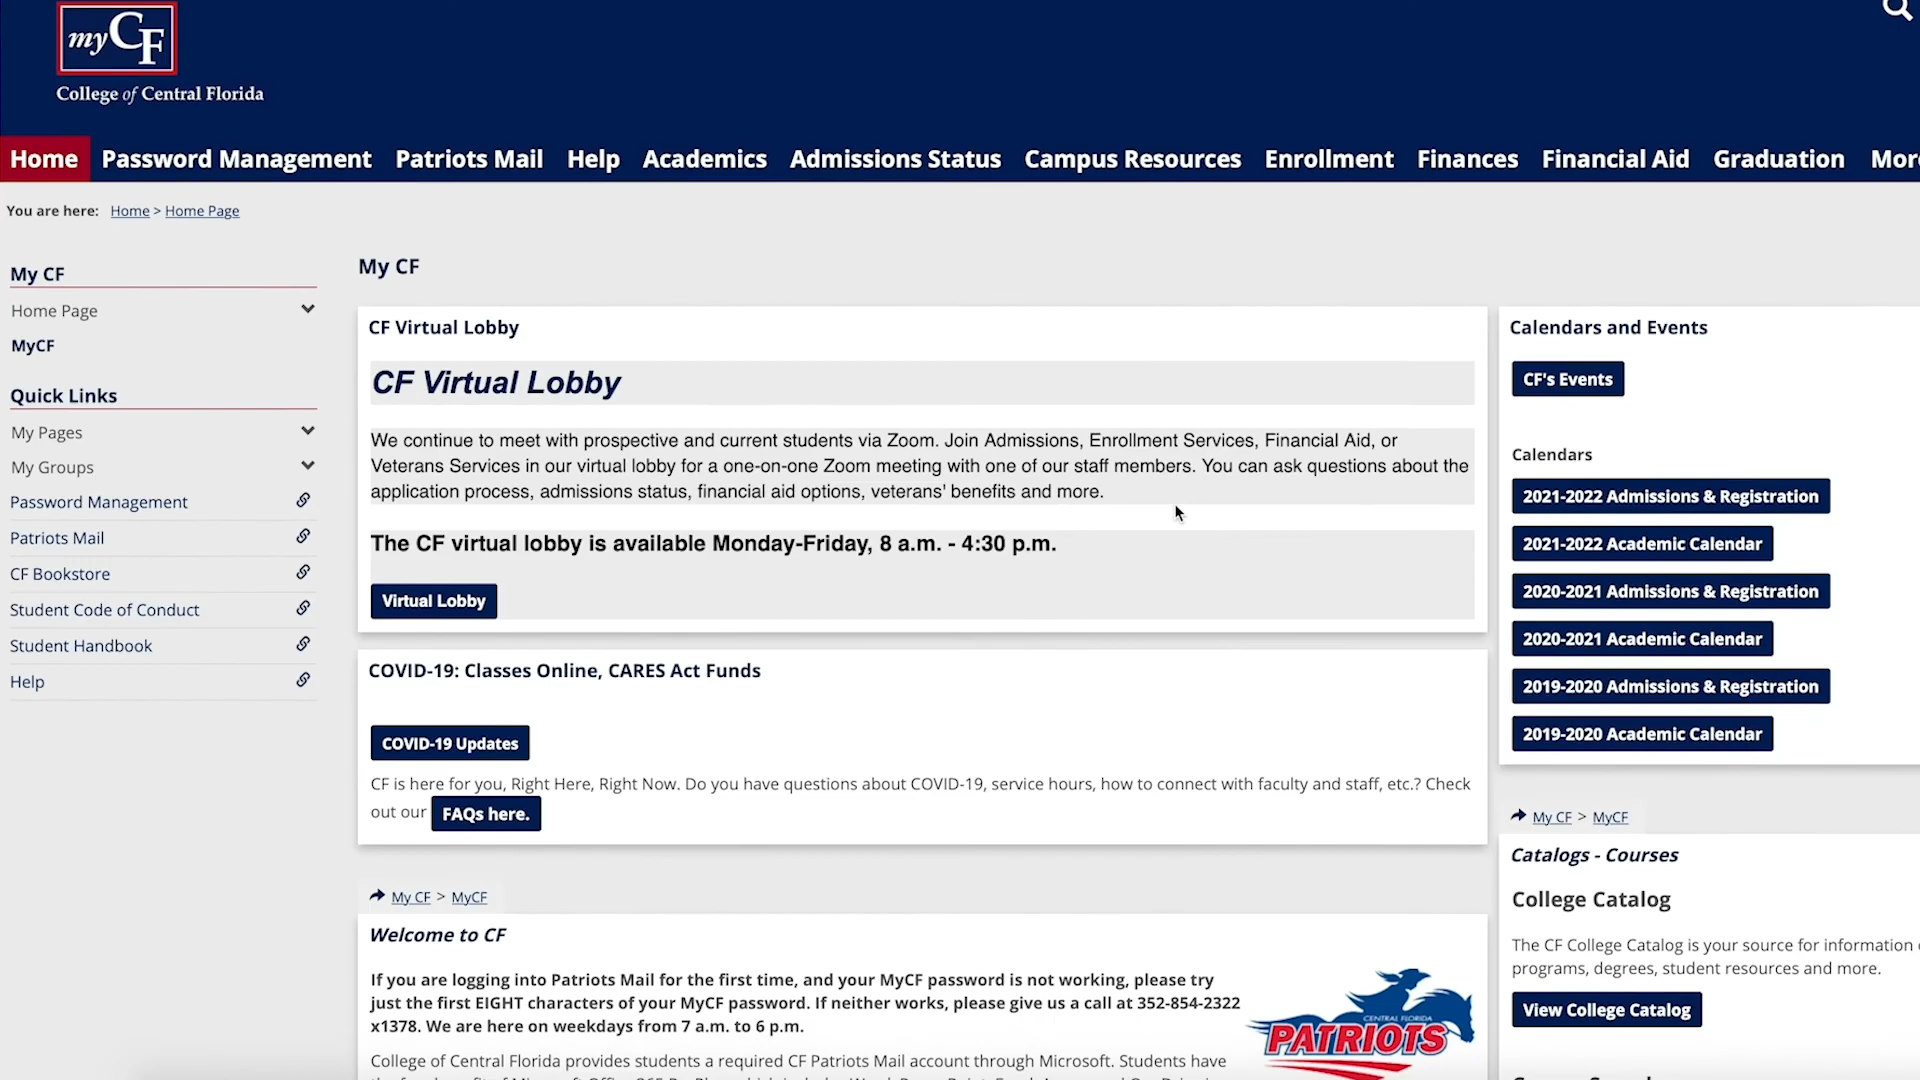 my CF
College of Central Florida
Home Password Management Patriots Mail Help Academics Admissions Status Campus Resources Enrollment Finances Financial Aid Graduation
You are here: Home > Home Page
My CF
Home Page
MyCF
Quick Links
My Pages
My Groups
Password Management
Patriots Mail
CF Bookstore
Student Code of Conduct
Student Handbook
Help
My CF
CF Virtual Lobby
CF Virtual Lobby
We continue to meet with prospective and current students via Zoom. Join Admissions, Enrollment Services, Financial Aid, or
Veterans Services in our virtual lobby for a one-on-one Zoom meeting with one of our staff members. You can ask questions about the
application process, admissions status, financial aid options, veterans' benefits and more.
The CF virtual lobby is available Monday-Friday, 8 a.m. - 4:30 p.m.
Virtual Lobby
COVID-19: Classes Online, CARES Act Funds
COVID-19 Updates
CF is here for you, Right Here, Right Now. Do you have questions about COVID-19, service hours, how to connect with faculty and staff, etc.? Check
out our FAQs here.
My CF > MyCF
Welcome to CF
If you are logging into Patriots Mail for the first time, and your MyCF password is not working, please try
just the first EIGHT characters of your MyCF password. If neither works, please give us a call at 352-854-2322
x1378. We are here on weekdays from 7 a.m. to 6 p.m.
College of Central Florida provides students a required CF Patriots Mail account through Microsoft. Students have
CENTRAL FLORIDA
PATRIOTS
Calendars and Events
CF's Events
Calendars
2021-2022 Admissions & Registration
2021-2022 Academic Calendar
2020-2021 Admissions & Registration
2020-2021 Academic Calendar
2019-2020 Admissions & Registration
2019-2020 Academic Calendar
My CF > MyCF
Catalogs - Courses
College Catalog
The CF College Catalog is your source for information
programs, degrees, student resources and more.
View College Catalog